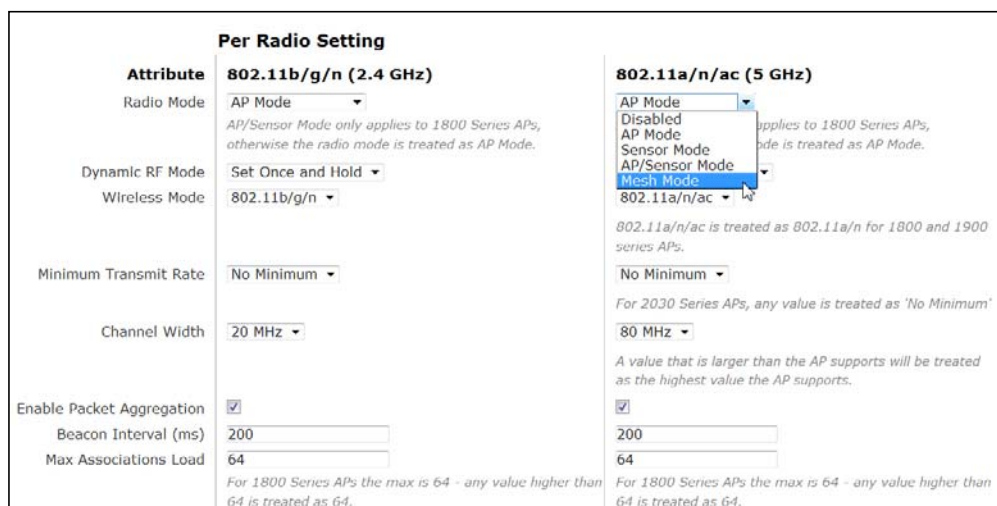 Per Radio Setting
Attribute 802.11b/g/n (2.4 GHz) 802.11a/n/ac (5 GHz)
Radio Mode AP Mode AP Mode
Disabled
AP/Sensor Mode only applies to 1800 Series APs, applies to 1800 Series APs,
AP Mode
otherwise the radio mode is treated as AP Mode. is treated as AP Mode.
Sensor Mode
AP/Sensor Mode
Dynamic RF Mode Set Once and Hold
Mesh Mode
Wireless Mode 802.11b/g/n 802.11a/n/ac
802.11a/n/ac is treated as 802.11a/n for 1800 and 1900
series APs.
Minimum Transmit Rate No Minimum No Minimum
For 2030 Series APs, any value is treated as 'No Minimum'
Channel Width 20 MHz 80 MHz
A value that is larger than the AP supports will be treated
as the highest value the AP supports.
Enable Packet Aggregation
Beacon Interval (ms) 200 200
Max Associations Load 64 64
For 1800 Series APs the max is 64 - any value higher than For 1800 Series APs the max is 64 - any value higher than
64 is treated as 64. 64 is treated as 64.